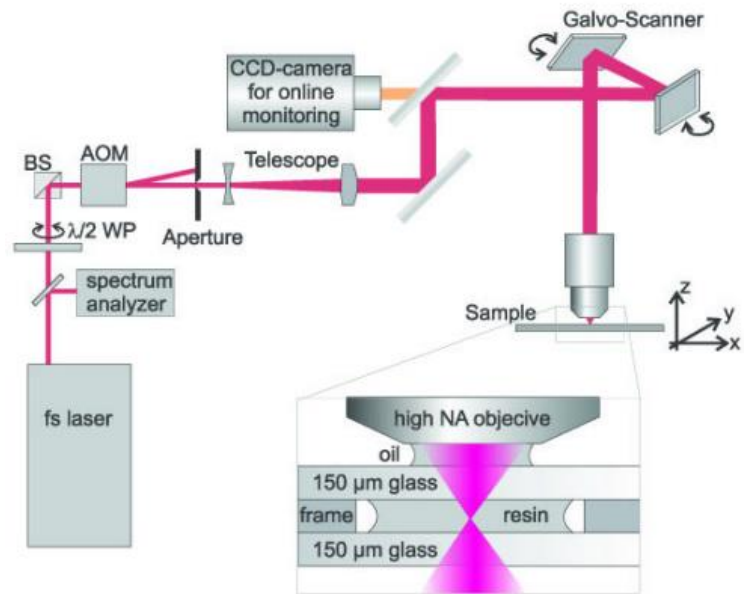 Galvo-Scanner
CCD-camera
for online
monitoring
BS
AOM
Telescope
λ/2 WP
Aperture
spectrum
analyzer
Sample
z
y
x
fs laser
high NA objecive
oil
150 μm glass
frame
resin
150 μm glass